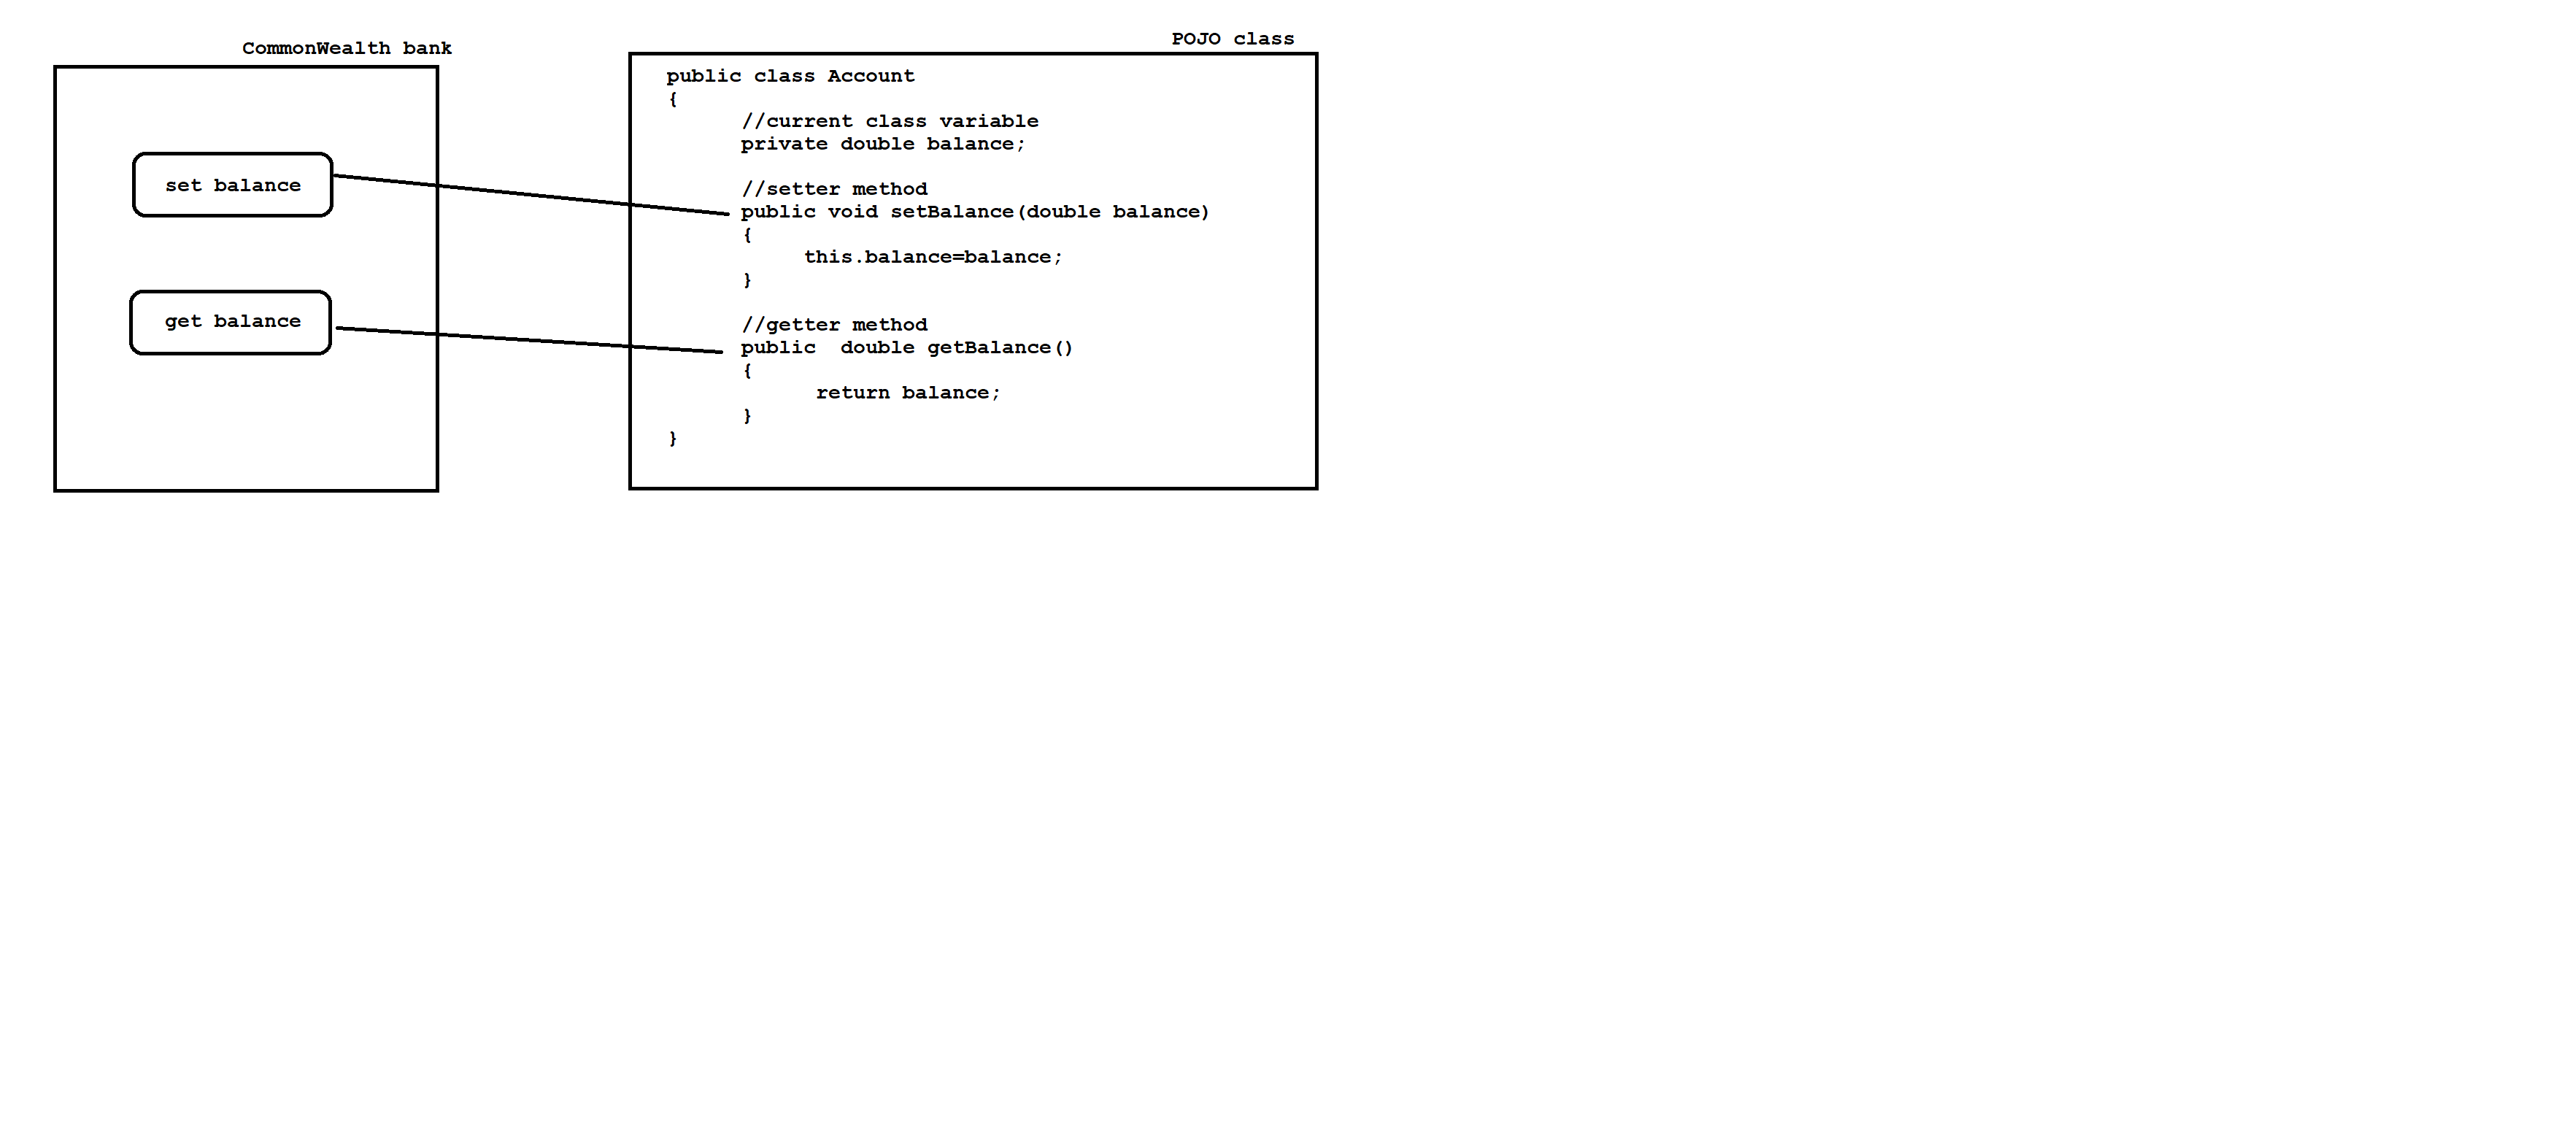 CommonWealth bank
set balance
get balance
POJO class
public class Account
{
//current class variable
private double balance;
//setter method
public void setBalance(double balance)
{
this.balance=balance;
}
//getter method
public  double getBalance()
{
return balance;
}
}